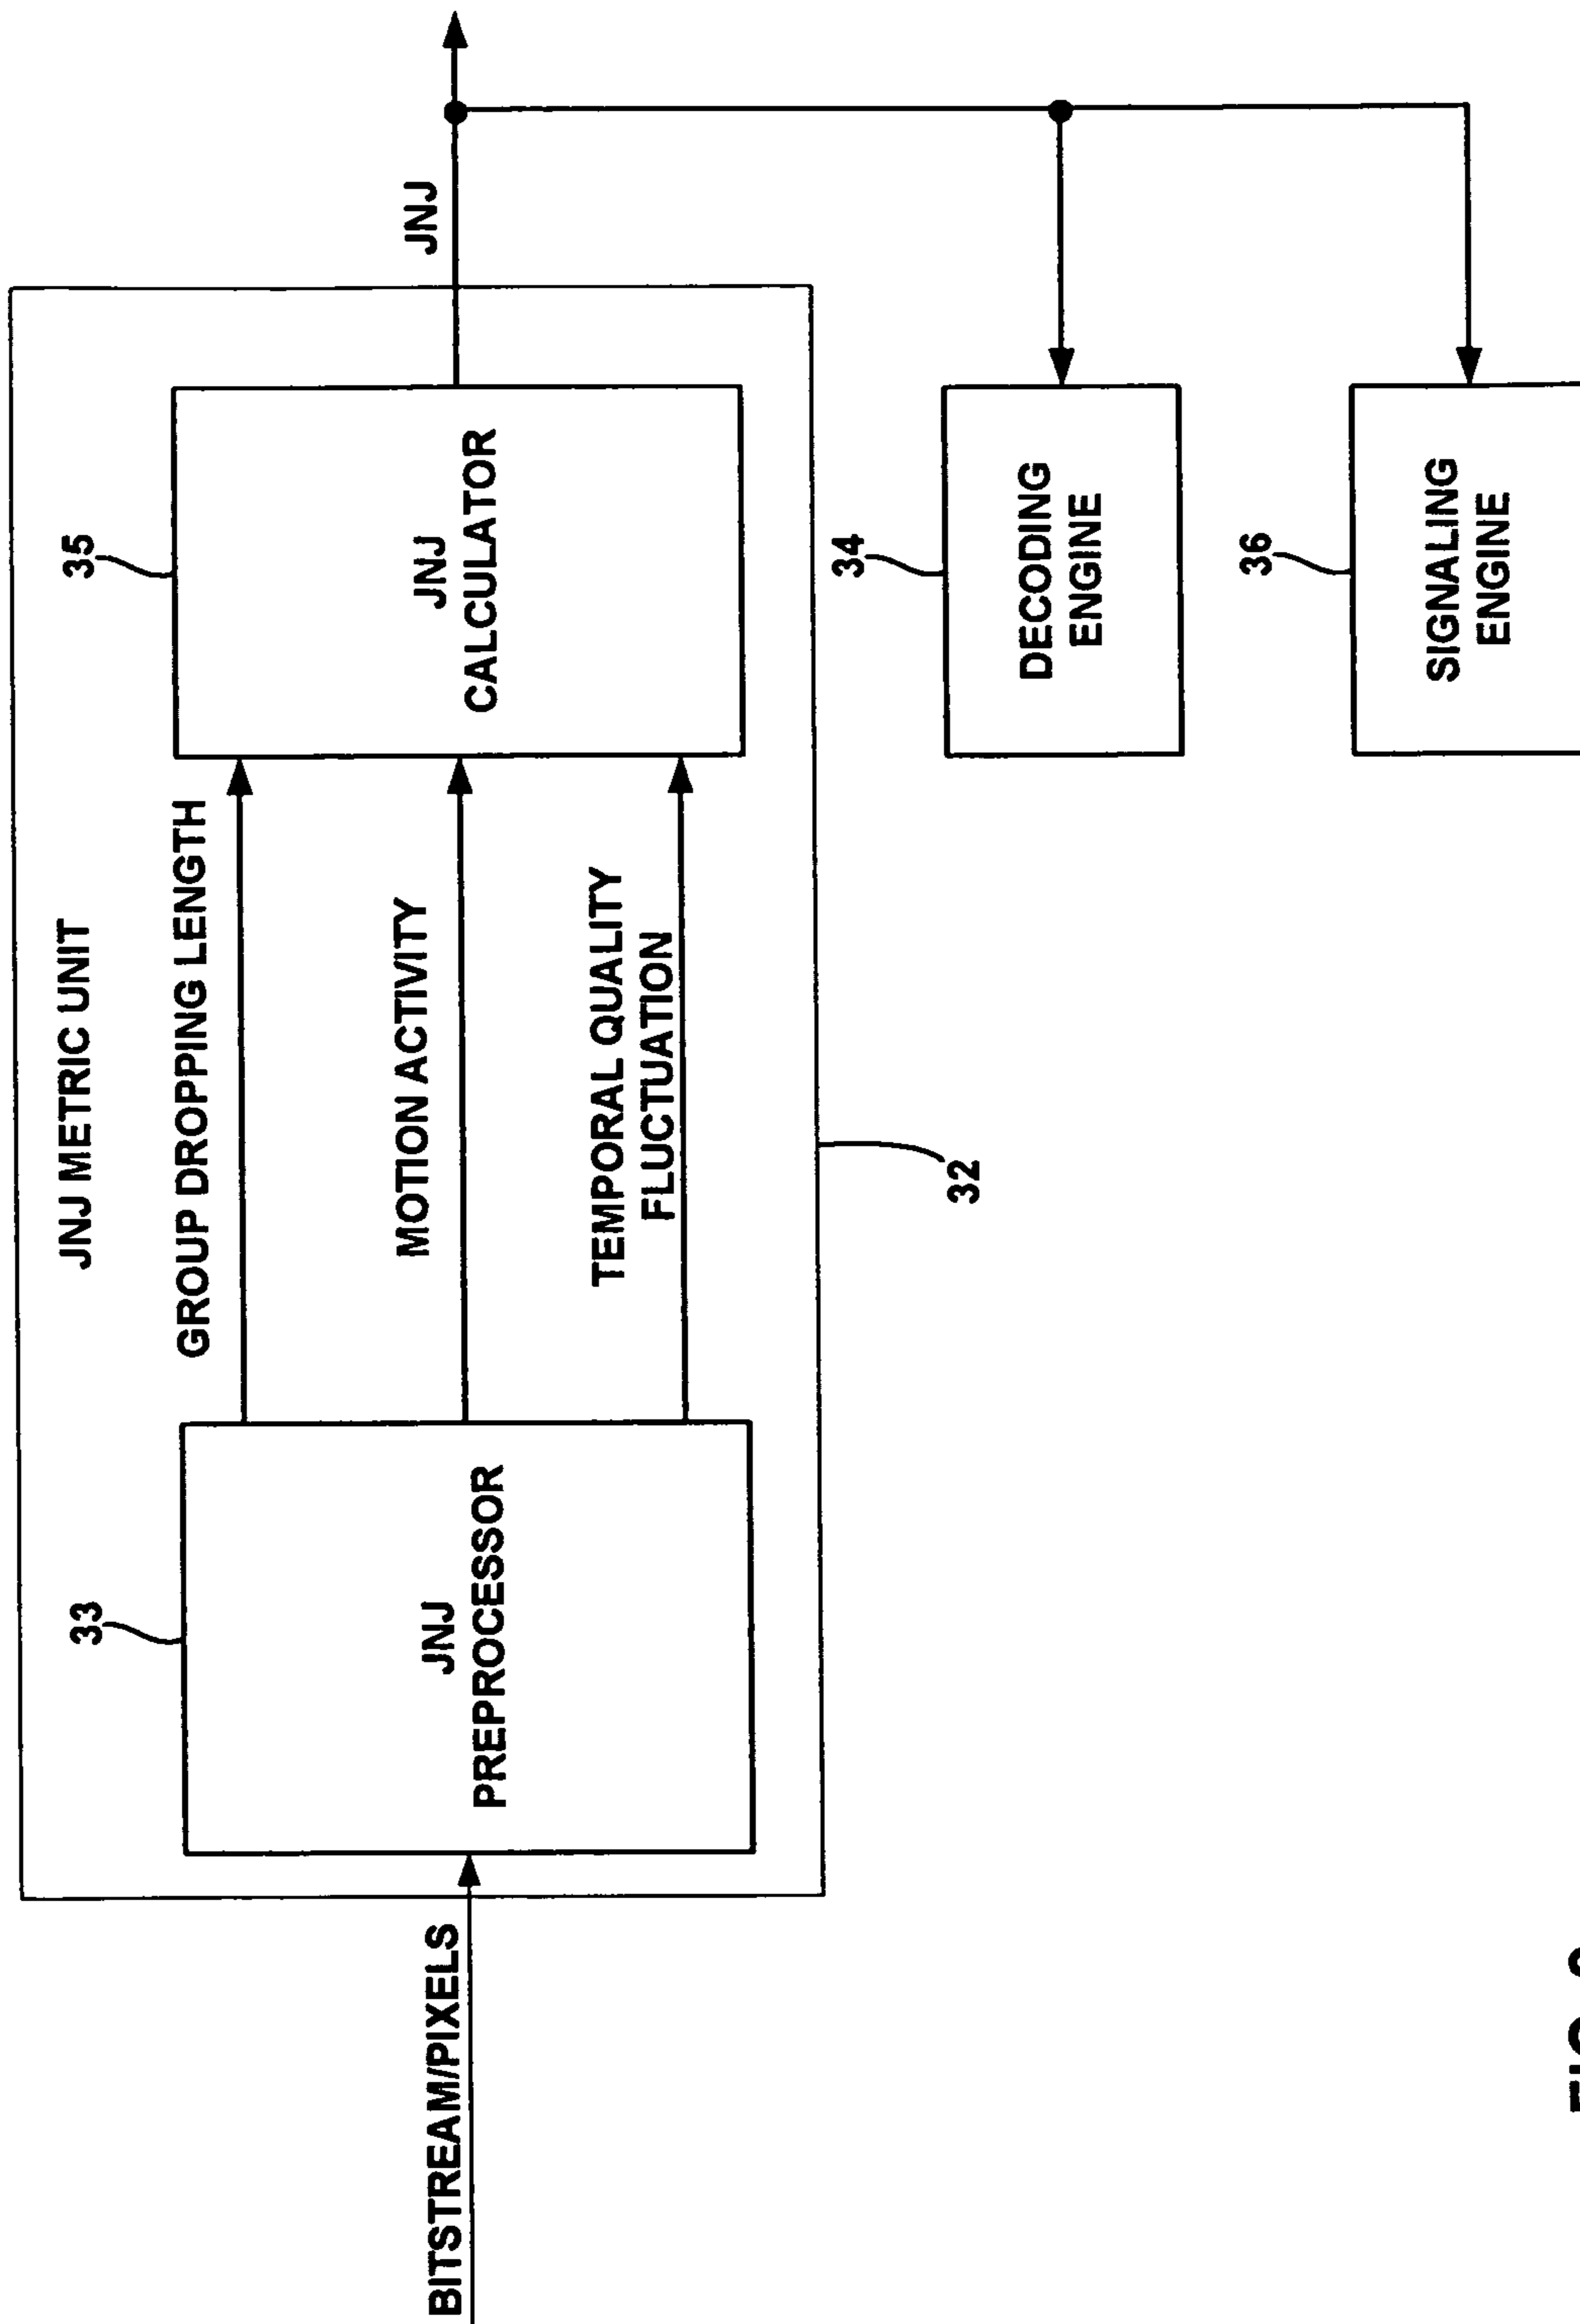 JNJ METRIC UNIT
33
35
GROUP DROPPING LENGTH
BITSTREAM/PIXELS
JNJ
PREPROCESSOR
MOTION ACTIVITY
JNJ
CALCULATOR
JNJ
TEMPORAL QUALITY
FLUCTUATION
32
34
DECODING
ENGINE
36
SIGNALING
ENGINE
FIG.